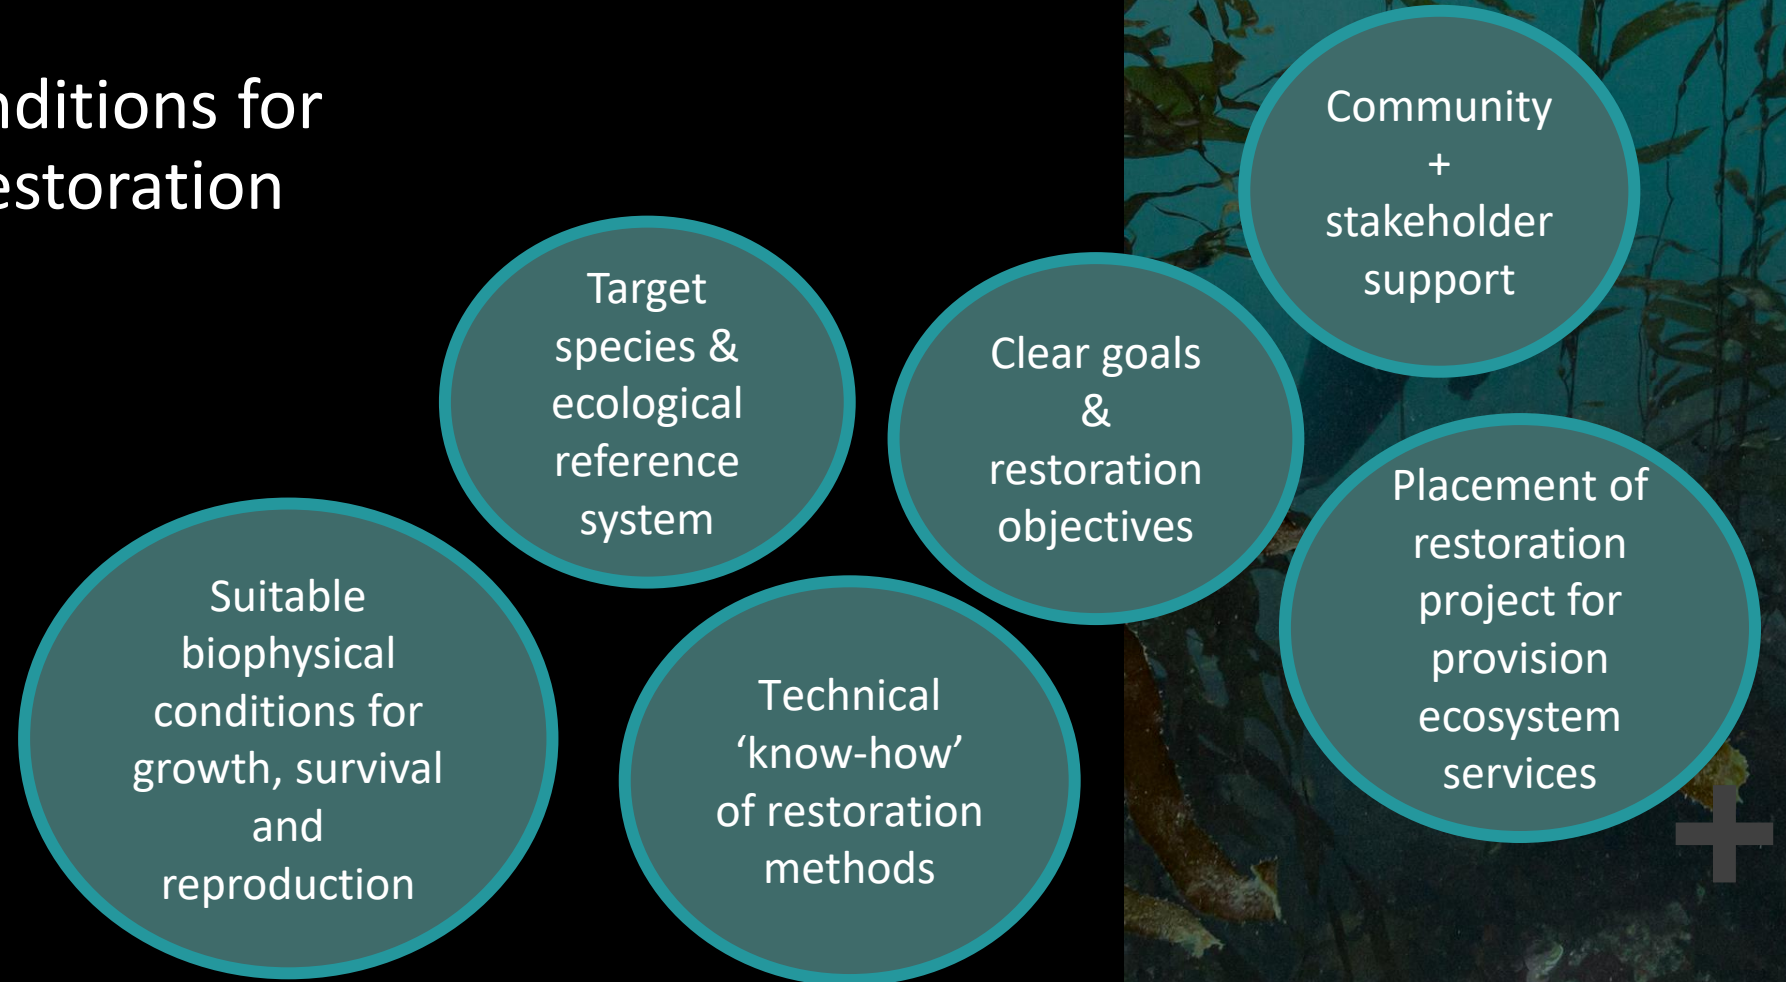 nditions for
estoration
Community
+
stakeholder
support
Target
species &
ecological
reference
system
Clear goals
&
restoration
objectives
Placement of
restoration
project for
provision
ecosystem
services
Suitable
biophysical
conditions for
growth, survival
and
reproduction
Technical
‘know-how’
of restoration
methods